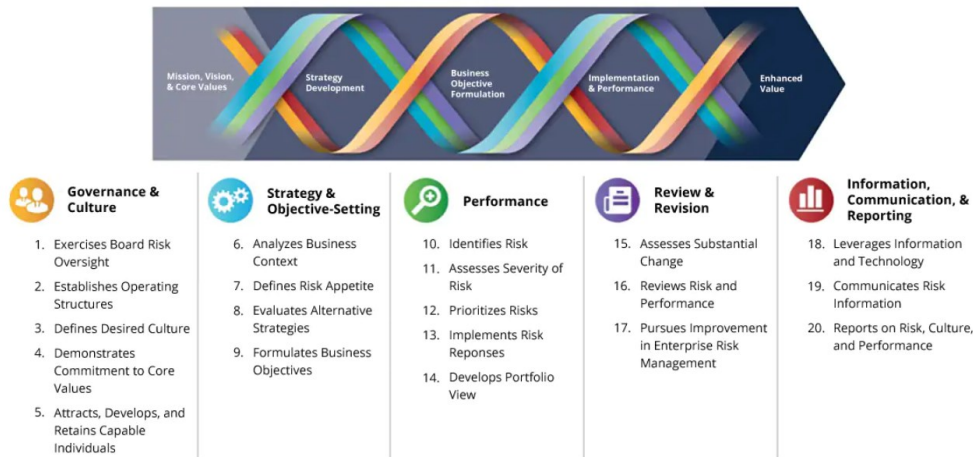 Mission, Vision,
& Core Values
Strategy
Development
Business
Objective
Formulation
Implementation
& Performance
Enhanced
Value
Governance &
Culture
1. Exercises Board Risk
Oversight
2. Establishes Operating
Structures
3. Defines Desired Culture
4. Demonstrates
Commitment to Core
Values
5. Attracts, Develops, and
Retains Capable
Individuals
Strategy &
Objective-Setting
6. Analyzes Business
Context
7. Defines Risk Appetite
8. Evaluates Alternative
Strategies
9. Formulates Business
Objectives
Performance
10. Identifies Risk
11. Assesses Severity of
Risk
12. Prioritizes Risks
13. Implements Risk
Reponses
14. Develops Portfolio
View
Review &
Revision
15. Assesses Substantial
Change
16. Reviews Risk and
Performance
17. Pursues Improvement
in Enterprise Risk
Management
Information,
Communication, &
Reporting
18. Leverages Information
and Technology
19. Communicates Risk
Information
20. Reports on Risk, Culture,
and Performance